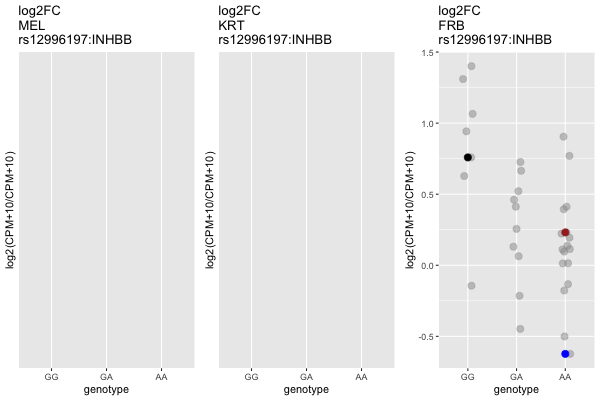 log2FC
MEL
rs12996197:INHBB
log2(CPM+10/CPM+10)
GG GA AA
genotype
log2FC
KRT
rs12996197:INHBB
log2(CPM+10/CPM+10)
GG GA AA
genotype
log2FC
FRB
rs12996197:INHBB
log2(CPM+10/CPM+10)
1.5
1.0
0.5
0.0
-0.5
GG GA AA
genotype